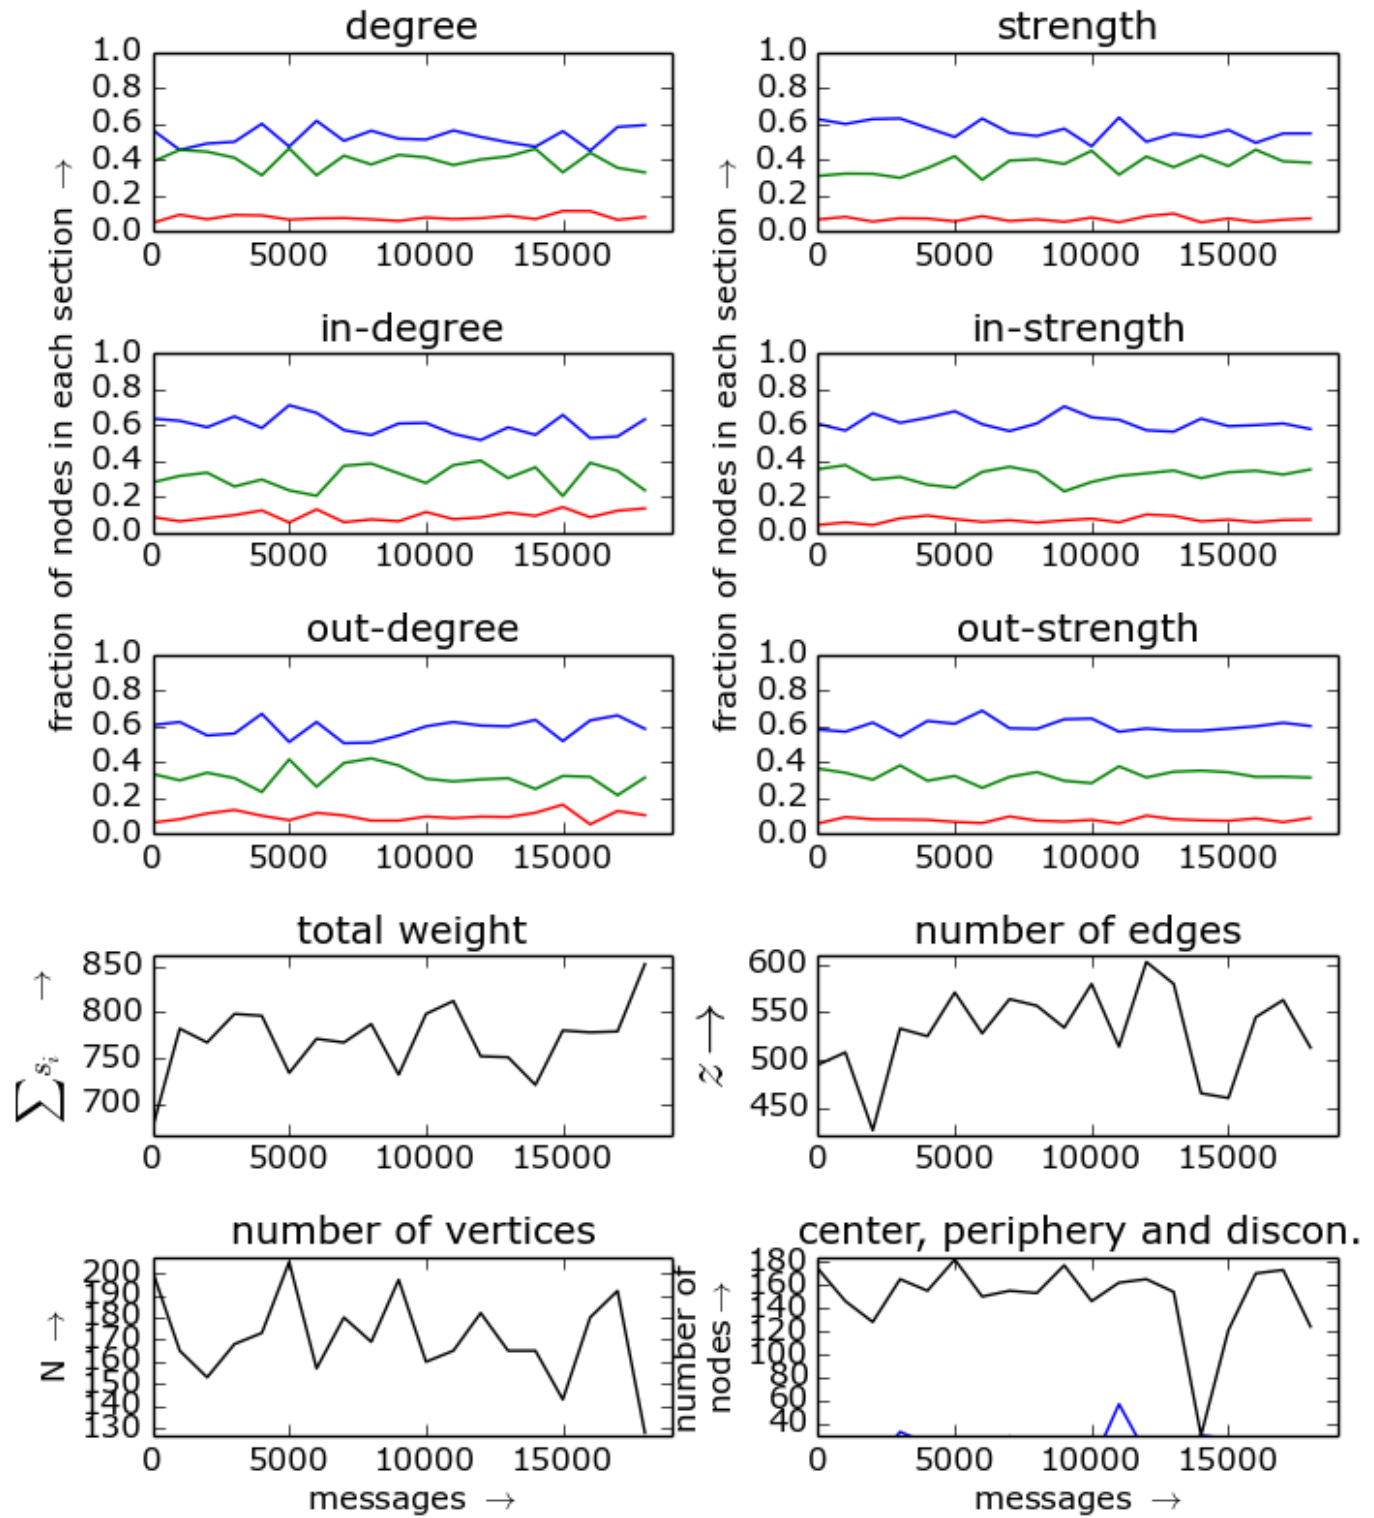 degree
1.0
0.8
0.6
0.4
0.2
0.0
0 5000 10000 15000
strength
1.0
0.8
0.6
0.4
0.2
0.0
0 5000 10000 15000
fraction of nodes in each section →
fraction of nodes in each section →
in-degree
1.0
0.8
0.6
0.4
0.2
0.0
0 5000 10000 15000
in-strength
1.0
0.8
0.6
0.4
0.2
0.0
0 5000 10000 15000
out-degree
1.0
0.8
0.6
0.4
0.2
0.0
0 5000 10000 15000
out-strength
1.0
0.8
0.6
0.4
0.2
0.0
0 5000 10000 15000
total weight
∑ s_i →
850
800
750
700
0 5000 10000 15000
number of edges
z →
600
550
500
450
0 5000 10000 15000
number of vertices
N →
200
190
180
170
160
150
140
130
0 5000 10000 15000
messages →
center, periphery and discon.
number of
nodes →
180
160
140
120
100
80
60
40
0 5000 10000 15000
messages →